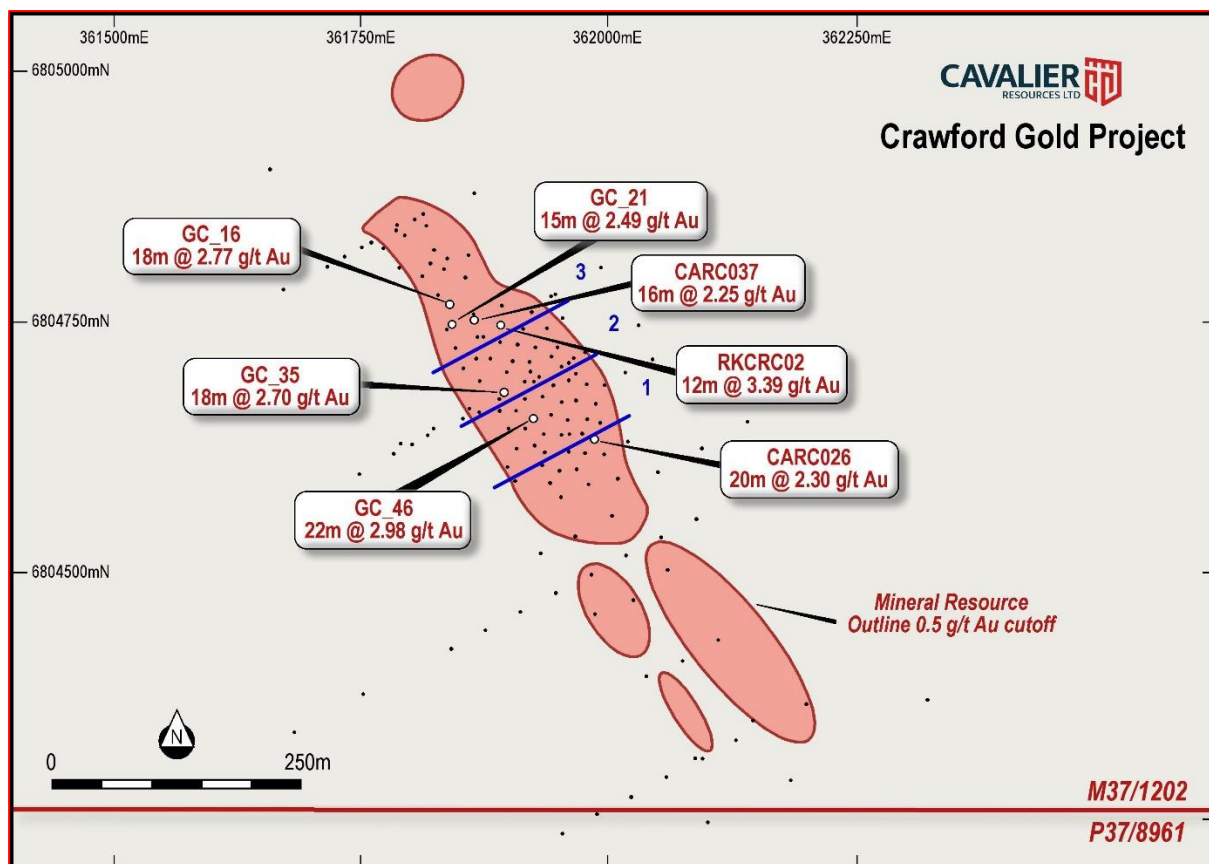 361500mE
361750mE
362000mE
362250mE
6805000mN
CAVALIER
RESOURCES LTD
Crawford Gold Project
GC_21
15m @ 2.49 g/t Au
GC_16
18m @ 2.77 g/t Au
3
CARC037
16m @ 2.25 g/t Au
6804750mN
2
RKCRC02
12m @ 3.39 g/t Au
GC_35
18m @ 2.70 g/t Au
1
CARC026
20m @ 2.30 g/t Au
GC_46
22m @ 2.98 g/t Au
6804500mN
Mineral Resource
Outline 0.5 g/t Au cutoff
N
0
250m
M37/1202
P37/8961